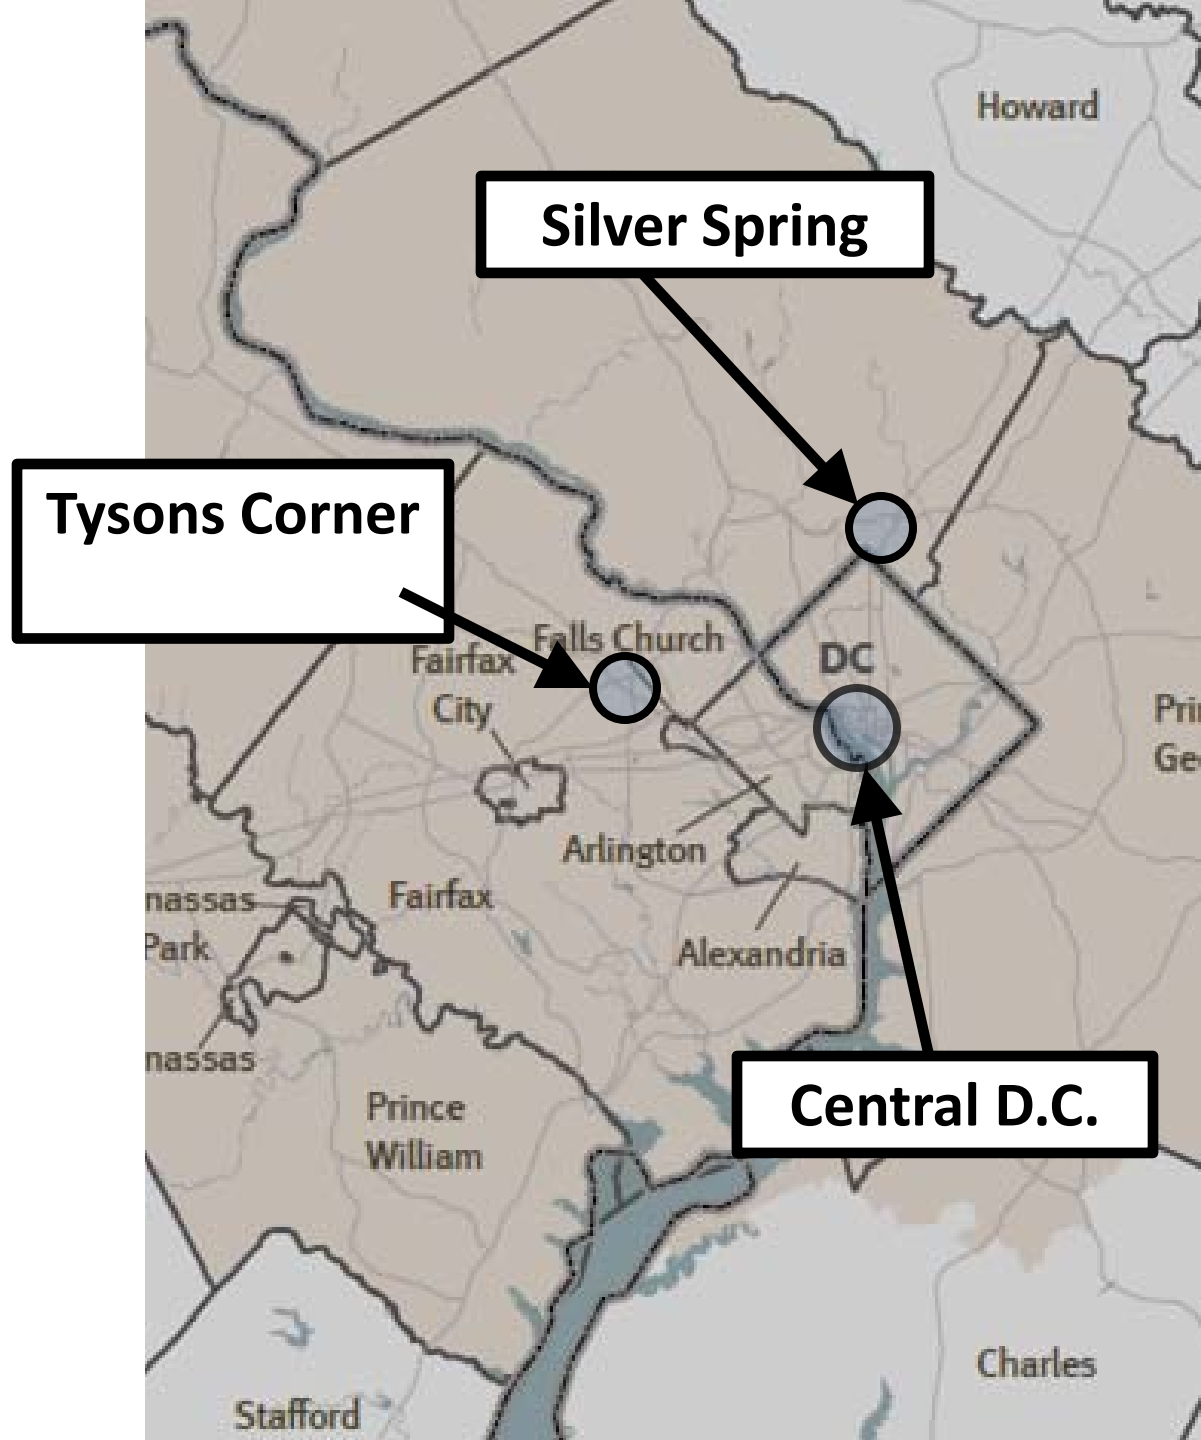 Howard
Silver Spring
Tysons Corner
Falls Church
Fairfax
City
DC
Pri
Ge
Arlington
nassas
Park
Fairfax
Alexandria
nassas
Central D.C.
Prince
William
Charles
Stafford